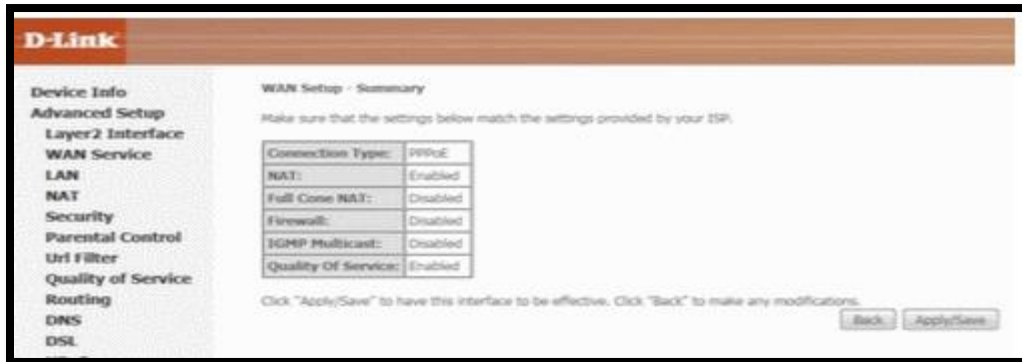 D-Link
Device Info
Advanced Setup
Layer2 Interface
WAN Service
LAN
NAT
Security
Parental Control
Url Filter
Quality of Service
Routing
DNS
DSL
WAN Setup - Summary
Make sure that the settings below match the settings provided by your ISP.
Connection Type: PPPoE
NAT: Enabled
Full Cone NAT: Disabled
Firewall: Disabled
IGMP Multicast: Disabled
Quality Of Service: Enabled
Click "Apply/Save" to have this interface to be effective. Click "Back" to make any modifications.
Back Apply/Save